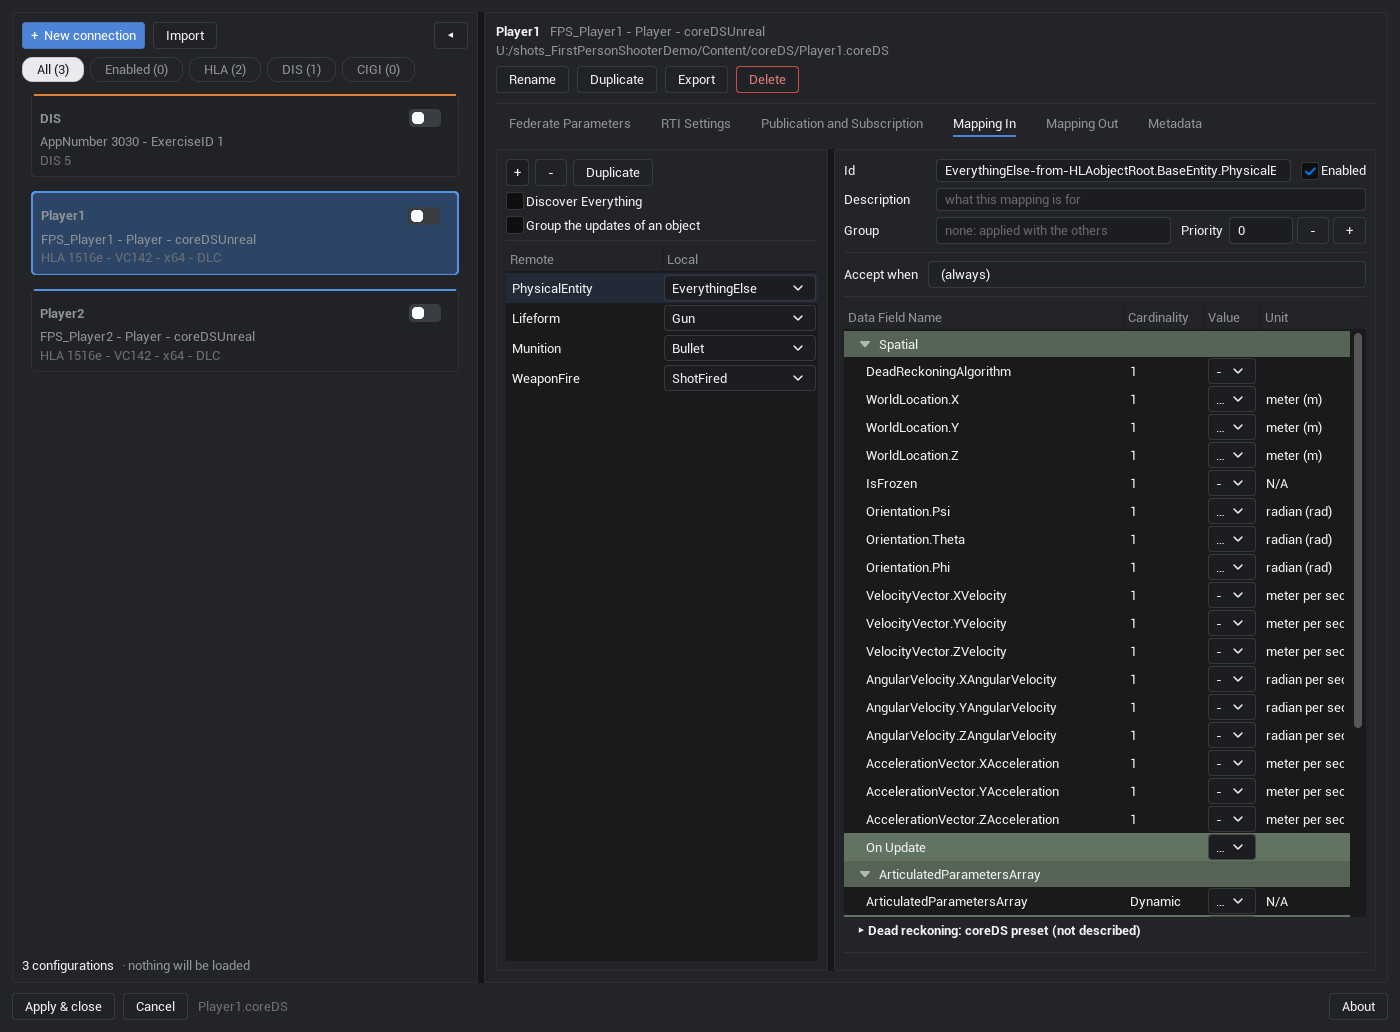 + New connection
Import
All (3)
Enabled (0)
HLA (2)
DIS (1)
CIGI (0)
DIS
AppNumber 3030 - ExerciseID 1
DIS 5
Player1
FPS_Player1 - Player - coreDSUnreal
HLA 1516e - VC142 - x64 - DLC
Player2
FPS_Player2 - Player - coreDSUnreal
HLA 1516e - VC142 - x64 - DLC
3 configurations · nothing will be loaded
Player1 FPS_Player1 - Player - coreDSUnreal
U:/shots_FirstPersonShooterDemo/Content/coreDS/Player1.coreDS
Rename
Duplicate
Export
Delete
Federate Parameters
RTI Settings
Publication and Subscription
Mapping In
Mapping Out
Metadata
+
-
Duplicate
Discover Everything
Group the updates of an object
Remote Local
PhysicalEntity EverythingElse
Lifeform Gun
Munition Bullet
WeaponFire ShotFired
Id EverythingElse-from-HLAobjectRoot.BaseEntity.PhysicalE Enabled
Description what this mapping is for
Group none: applied with the others Priority 0 - +
Accept when (always)
Data Field Name Cardinality Value Unit
Spatial
DeadReckoningAlgorithm 1 -
WorldLocation.X 1 ... meter (m)
WorldLocation.Y 1 ... meter (m)
WorldLocation.Z 1 ... meter (m)
IsFrozen 1 - N/A
Orientation.Psi 1 ... radian (rad)
Orientation.Theta 1 ... radian (rad)
Orientation.Phi 1 ... radian (rad)
VelocityVector.XVelocity 1 - meter per sec
VelocityVector.YVelocity 1 - meter per sec
VelocityVector.ZVelocity 1 - meter per sec
AngularVelocity.XAngularVelocity 1 - radian per sec
AngularVelocity.YAngularVelocity 1 - radian per sec
AngularVelocity.ZAngularVelocity 1 - radian per sec
AccelerationVector.XAcceleration 1 - meter per sec
AccelerationVector.YAcceleration 1 - meter per sec
AccelerationVector.ZAcceleration 1 - meter per sec
On Update ...
ArticulatedParametersArray
ArticulatedParametersArray Dynamic ... N/A
Dead reckoning: coreDS preset (not described)
Apply & close
Cancel
Player1.coreDS
About